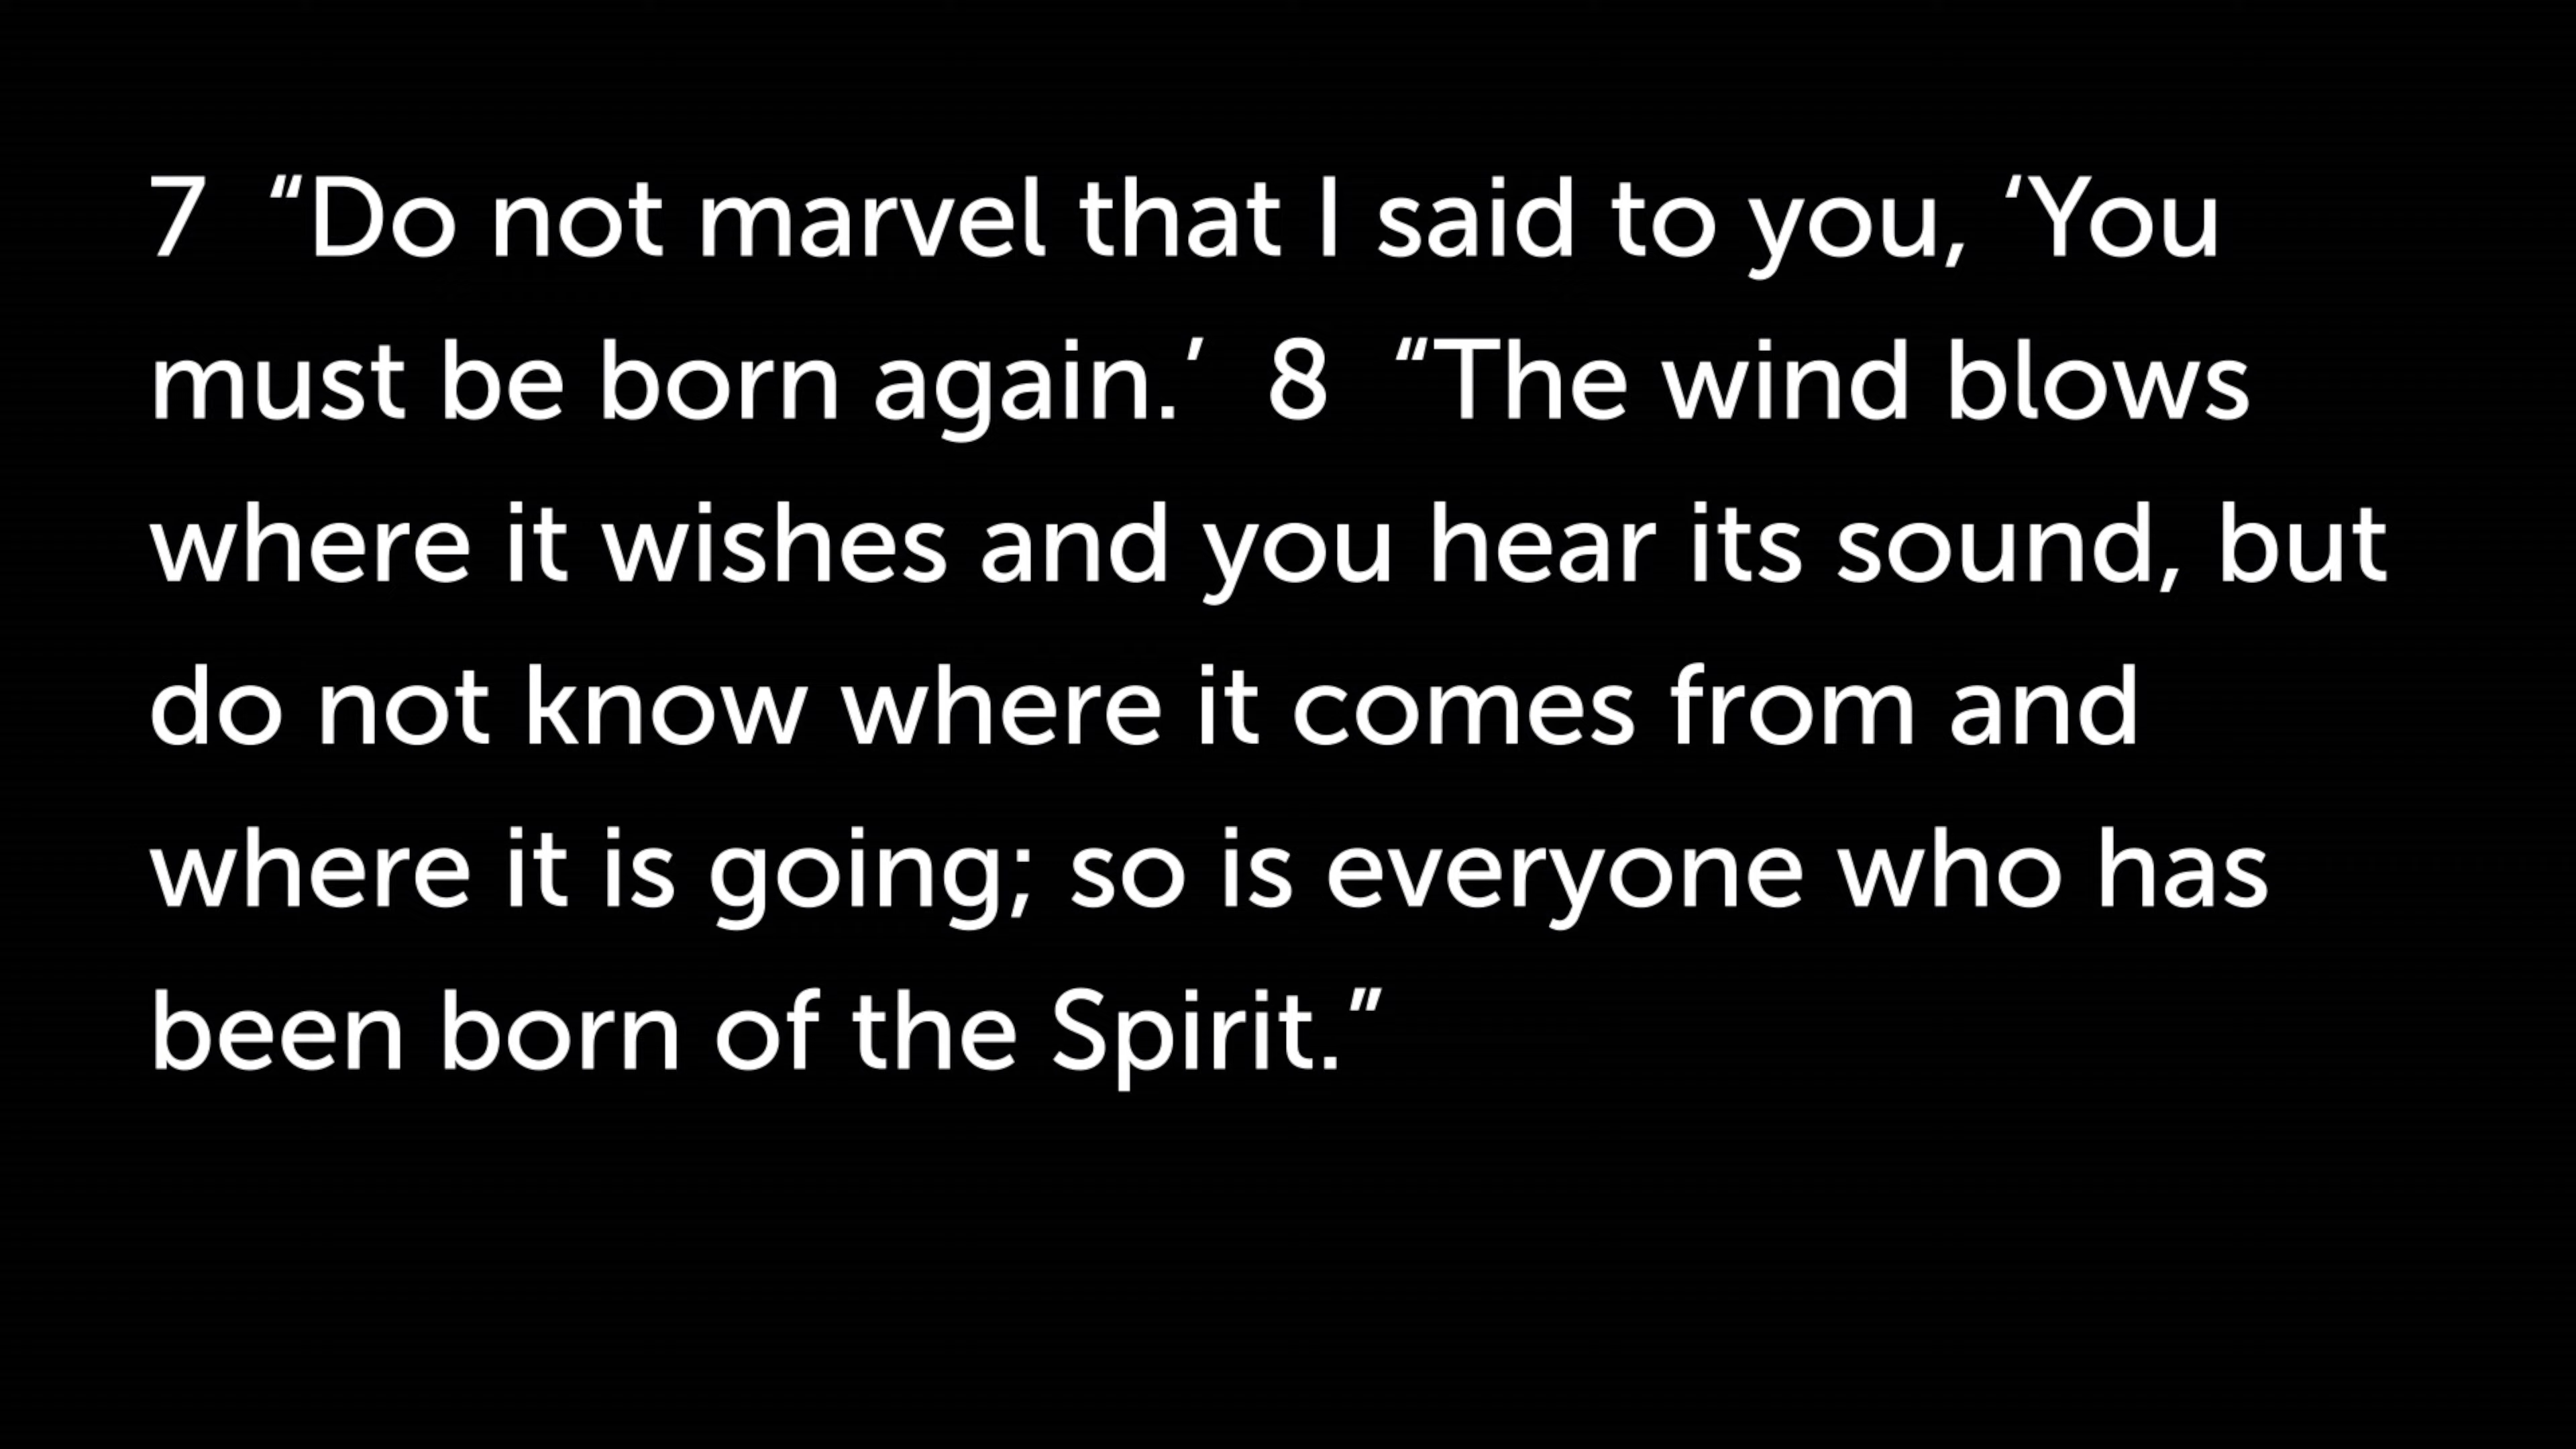 7  “Do not marvel that I said to you, ‘You
must be born again.’  8  “The wind blows
where it wishes and you hear its sound, but
do not know where it comes from and
where it is going; so is everyone who has
been born of the Spirit.”